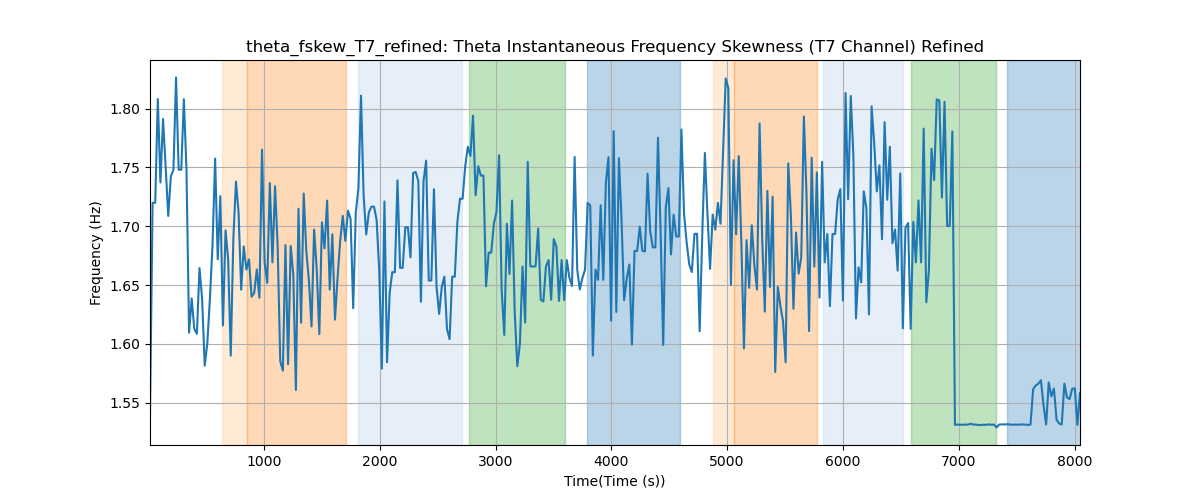 theta_fskew_T7_refined: Theta Instantaneous Frequency Skewness (T7 Channel) Refined
Frequency (Hz)
1.80
1.75
1.70
1.65
1.60
1.55
1000 2000 3000 4000 5000 6000 7000 8000
Time(Time (s))